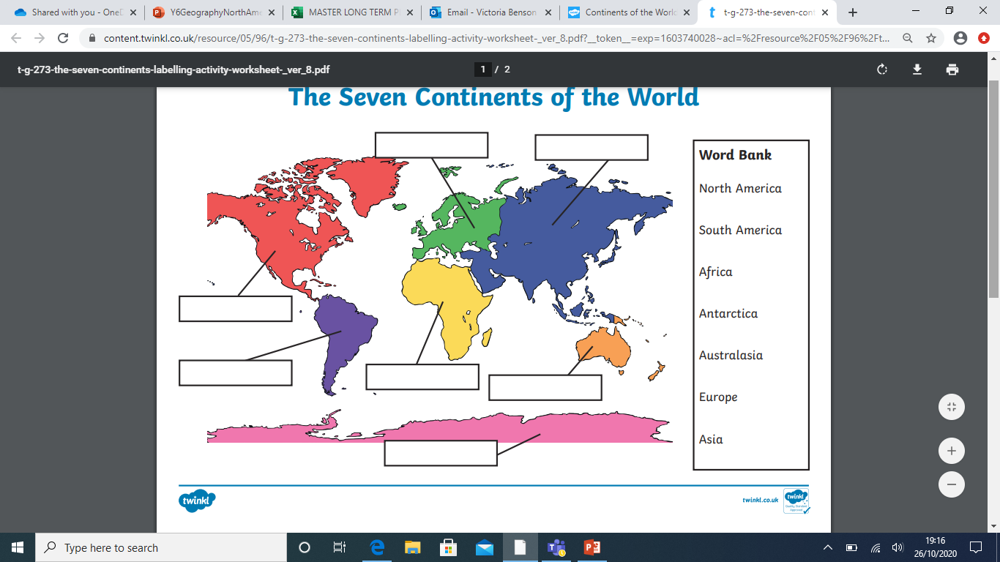 Shared with you - OneD
Y6GeographyNorthAme
MASTER LONG TERM P
Email - Victoria Benson
Continents of the World
t-g-273-the-seven-cont
content.twinkl.co.uk/resource/05/96/t-g-273-the-seven-continents-labelling-activity-worksheet-_ver_8.pdf?__token__=exp=1603740028~acl=%2Fresource%2F05%2F96%2Ft...
t-g-273-the-seven-continents-labelling-activity-worksheet-_ver_8.pdf
1 / 2
The Seven Continents of the World
Word Bank
North America
South America
Africa
Antarctica
Australasia
Europe
Asia
twinkl
twinkl.co.uk
twinkl
Quality Standard
Approved
Type here to search
19:16
26/10/2020